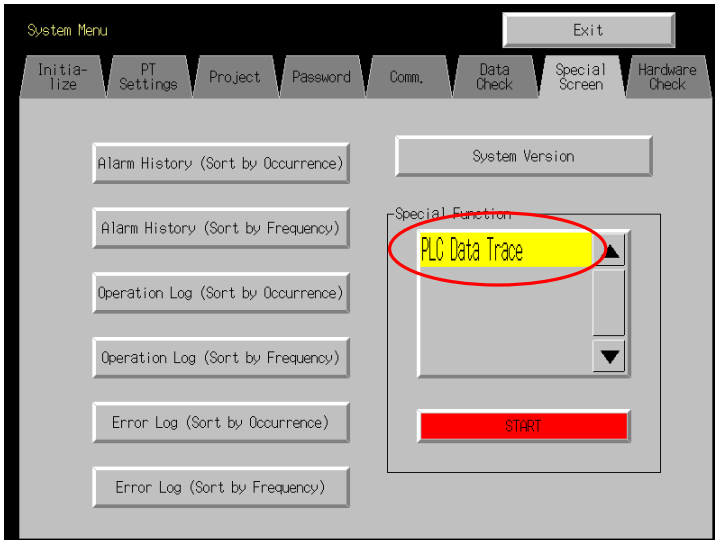 System Menu
Exit
Initia-
lize
PT
Settings
Project
Password
Comm.
Data
Check
Special
Screen
Hardware
Check
Alarm History (Sort by Occurrence)
Alarm History (Sort by Frequency)
Operation Log (Sort by Occurrence)
Operation Log (Sort by Frequency)
Error Log (Sort by Occurrence)
Error Log (Sort by Frequency)
System Version
Special Function
PLC Data Trace
START